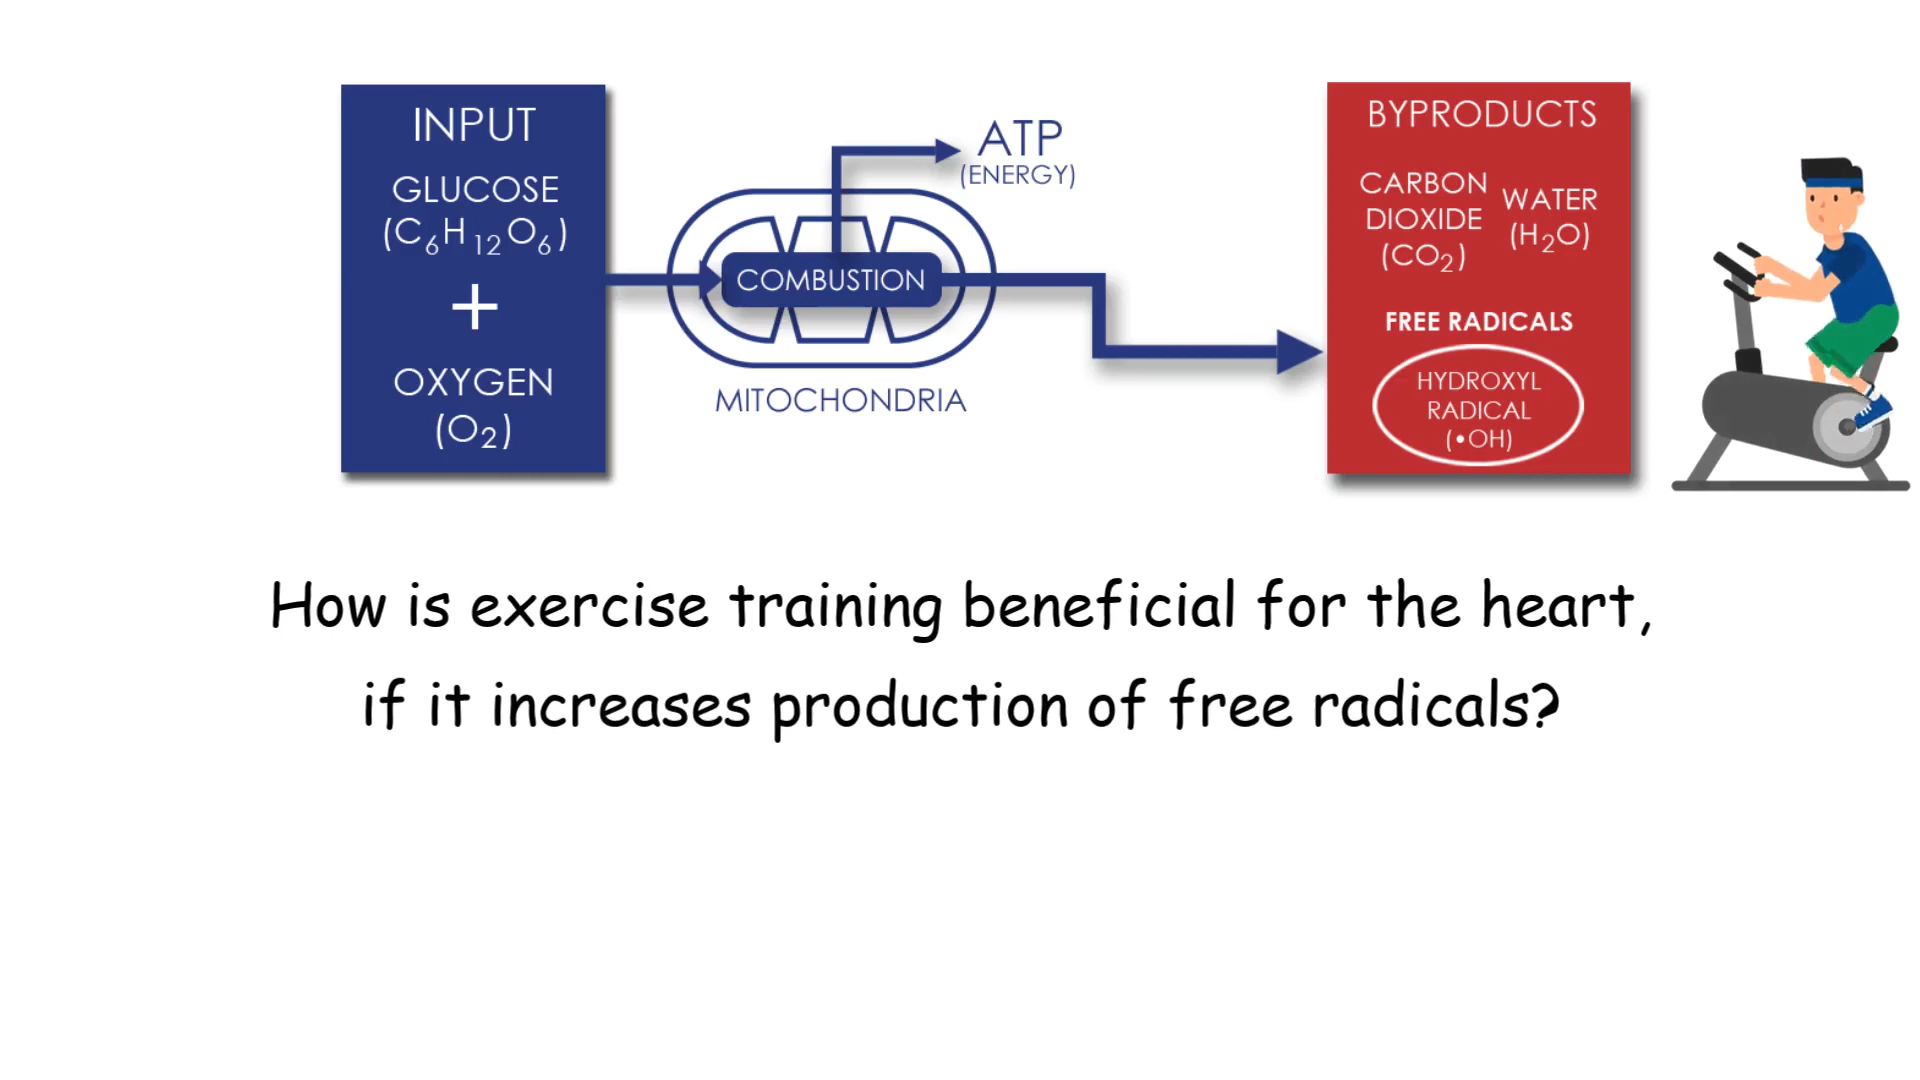 INPUT
GLUCOSE
(C₆H₁₂O₆)
+
OXYGEN
(O₂)
COMBUSTION
MITOCHONDRIA
ATP
(ENERGY)
BYPRODUCTS
CARBON
DIOXIDE
(CO₂)
WATER
(H₂O)
FREE RADICALS
HYDROXYL
RADICAL
(•OH)
How is exercise training beneficial for the heart,
if it increases production of free radicals?